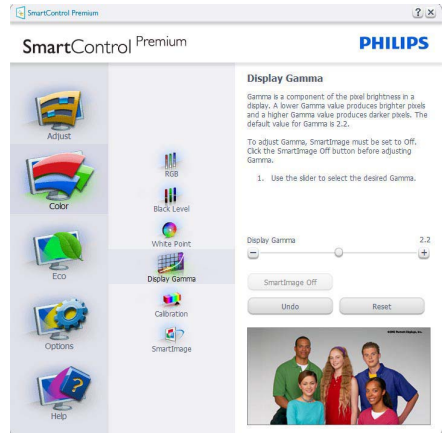 SmartControl Premium
SmartControl Premium
PHILIPS
Adjust
Color
Eco
Options
Help
RGB
Black Level
White Point
Display Gamma
Calibration
SmartImage
Display Gamma
Gamma is a component of the pixel brightness in a
display. A lower Gamma value produces brighter pixels
and a higher Gamma value produces darker pixels. The
default value for Gamma is 2.2.
To adjust Gamma, SmartImage must be set to Off.
Click the SmartImage Off button before adjusting
Gamma.
1. Use the slider to select the desired Gamma.
Display Gamma 2.2
SmartImage Off
Undo Reset